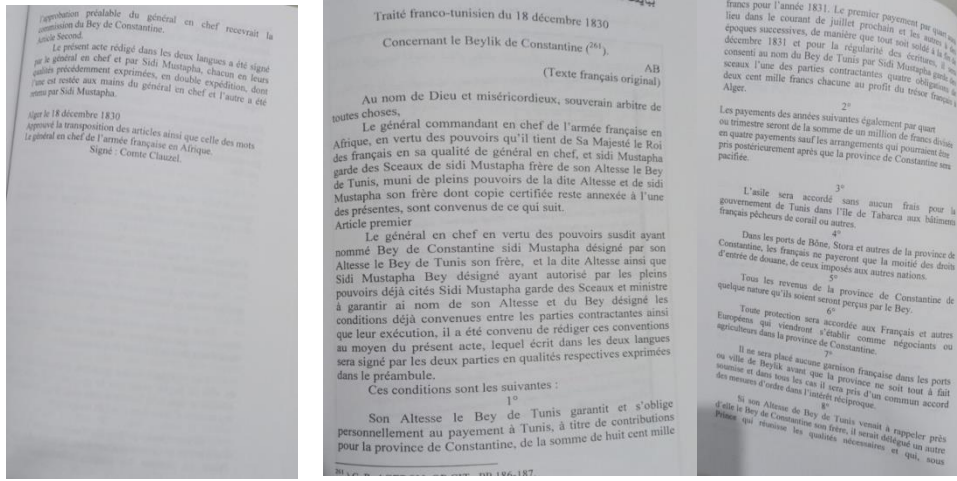 l'approbation préalable du général en chef recevrait la
commission du Bey de Constantine.
Article Second.
Le présent acte rédigé dans les deux langues a été signé
par le général en chef et par Sidi Mustapha, chacun en leurs
qualités précédemment exprimées, en double expédition, dont
l'une est restée aux mains du général en chef et l'autre a été
remis par Sidi Mustapha.
Alger le 18 décembre 1830
Approuvé la transposition des articles ainsi que celle des mots
Le général en chef de l'armée française en Afrique.
Signé : Comte Clauzel.
Traité franco-tunisien du 18 décembre 1830
Concernant le Beylik de Constantine (261).
AB
(Texte français original)
Au nom de Dieu et miséricordieux, souverain arbitre de
toutes choses,
Le général commandant en chef de l'armée française en
Afrique, en vertu des pouvoirs qu'il tient de Sa Majesté le Roi
des français en sa qualité de général en chef, et sidi Mustapha
garde des Sceaux de sidi Mustapha frère de son Altesse le Bey
de Tunis, muni de pleins pouvoirs de la dite Altesse et de sidi
Mustapha son frère dont copie certifiée reste annexée à l'une
des présentes, sont convenus de ce qui suit.
Article premier
Le général en chef en vertu des pouvoirs susdit ayant
nommé Bey de Constantine sidi Mustapha désigné par son
Altesse le Bey de Tunis son frère, et la dite Altesse ainsi que
Sidi Mustapha Bey désigné ayant autorisé par les pleins
pouvoirs déjà cités Sidi Mustapha garde des Sceaux et ministre
à garantir ai nom de son Altesse et du Bey désigné les
conditions déjà convenues entre les parties contractantes ainsi
que leur exécution, il a été convenu de rédiger ces conventions
au moyen du présent acte, lequel écrit dans les deux langues
sera signé par les deux parties en qualités respectives exprimées
dans le préambule.
Ces conditions sont les suivantes :
1°
Son Altesse le Bey de Tunis garantit et s'oblige
personnellement au payement à Tunis, à titre de contributions
pour la province de Constantine, de la somme de huit cent mille
pp 186-187.
francs pour l'année 1831. Le premier payement par quart aura
lieu dans le courant de juillet prochain et les autres à des
époques successives, de manière que tout soit soldé à la fin de
décembre 1831 et pour la régularité des écritures, il sera
consenti au nom du Bey de Tunis par Sidi Mustapha garde des
sceaux l'une des parties contractantes quatre obligations de
deux cent mille francs chacune au profit du trésor français à
Alger.
2°
Les payements des années suivantes également par quart
ou trimestre seront de la somme de un million de francs divisés
en quatre payements sauf les arrangements qui pourraient être
pris postérieurement après que la province de Constantine sera
pacifiée.
3°
L'asile sera accordé sans aucun frais pour le
gouvernement de Tunis dans l'île de Tabarca aux bâtiments
français pêcheurs de corail ou autres.
4°
Dans les ports de Bône, Stora et autres de la province de
Constantine, les français ne payeront que la moitié des droits
d'entrée de douane, de ceux imposés aux autres nations.
5°
Tous les revenus de la province de Constantine de
quelque nature qu'ils soient seront perçus par le Bey.
6°
Toute protection sera accordée aux Français et autres
Européens qui viendront s'établir comme négociants ou
agriculteurs dans la province de Constantine.
7°
Il ne sera placé aucune garnison française dans les ports
ou ville de Beylik avant que la province ne soit tout à fait
soumise et dans tous les cas il sera pris d'un commun accord
des mesures d'ordre dans l'intérêt réciproque.
8°
Si son Altesse de Bey de Tunis venait à rappeler près
d'elle le Bey de Constantine son frère, il serait délégué un autre
Prince qui réunisse les qualités nécessaires et qui, sous